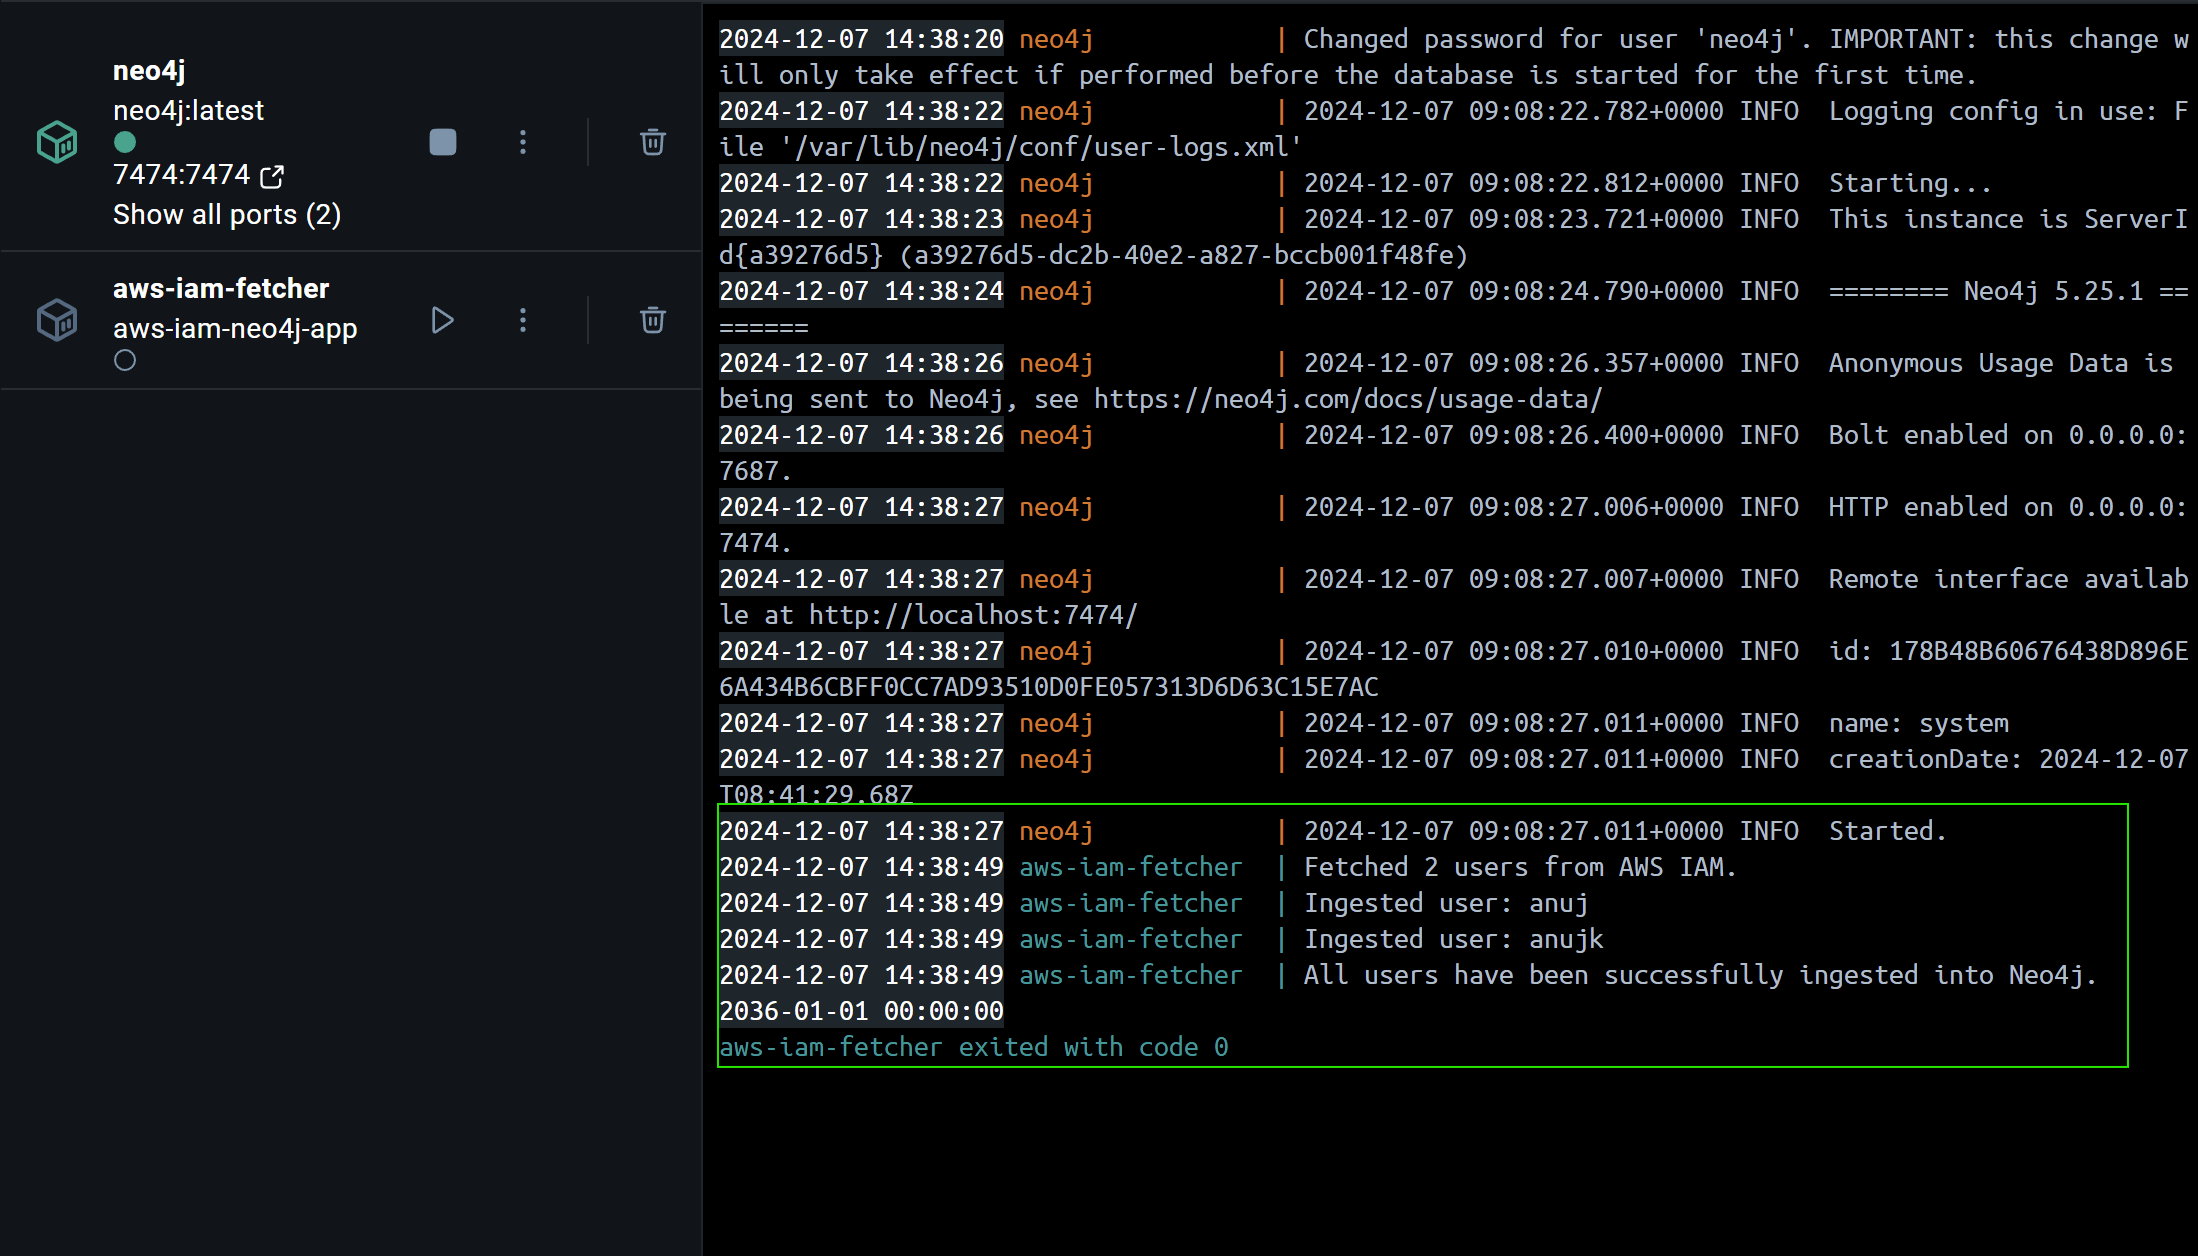 neo4j
neo4j:latest
7474:7474
Show all ports (2)
aws-iam-fetcher
aws-iam-neo4j-app
2024-12-07 14:38:20 neo4j | Changed password for user 'neo4j'. IMPORTANT: this change w
ill only take effect if performed before the database is started for the first time.
2024-12-07 14:38:22 neo4j | 2024-12-07 09:08:22.782+0000 INFO Logging config in use: F
ile '/var/lib/neo4j/conf/user-logs.xml'
2024-12-07 14:38:22 neo4j | 2024-12-07 09:08:22.812+0000 INFO Starting...
2024-12-07 14:38:23 neo4j | 2024-12-07 09:08:23.721+0000 INFO This instance is ServerI
d{a39276d5} (a39276d5-dc2b-40e2-a827-bccb001f48fe)
2024-12-07 14:38:24 neo4j | 2024-12-07 09:08:24.790+0000 INFO ======== Neo4j 5.25.1 ==
======
2024-12-07 14:38:26 neo4j | 2024-12-07 09:08:26.357+0000 INFO Anonymous Usage Data is
being sent to Neo4j, see https://neo4j.com/docs/usage-data/
2024-12-07 14:38:26 neo4j | 2024-12-07 09:08:26.400+0000 INFO Bolt enabled on 0.0.0.0:
7687.
2024-12-07 14:38:27 neo4j | 2024-12-07 09:08:27.006+0000 INFO HTTP enabled on 0.0.0.0:
7474.
2024-12-07 14:38:27 neo4j | 2024-12-07 09:08:27.007+0000 INFO Remote interface availab
le at http://localhost:7474/
2024-12-07 14:38:27 neo4j | 2024-12-07 09:08:27.010+0000 INFO id: 178B48B60676438D896E
6A434B6CBFF0CC7AD93510D0FE057313D6D63C15E7AC
2024-12-07 14:38:27 neo4j | 2024-12-07 09:08:27.011+0000 INFO name: system
2024-12-07 14:38:27 neo4j | 2024-12-07 09:08:27.011+0000 INFO creationDate: 2024-12-07
T08:41:29.68Z
2024-12-07 14:38:27 neo4j | 2024-12-07 09:08:27.011+0000 INFO Started.
2024-12-07 14:38:49 aws-iam-fetcher | Fetched 2 users from AWS IAM.
2024-12-07 14:38:49 aws-iam-fetcher | Ingested user: anuj
2024-12-07 14:38:49 aws-iam-fetcher | Ingested user: anujk
2024-12-07 14:38:49 aws-iam-fetcher | All users have been successfully ingested into Neo4j.
2036-01-01 00:00:00
aws-iam-fetcher exited with code 0